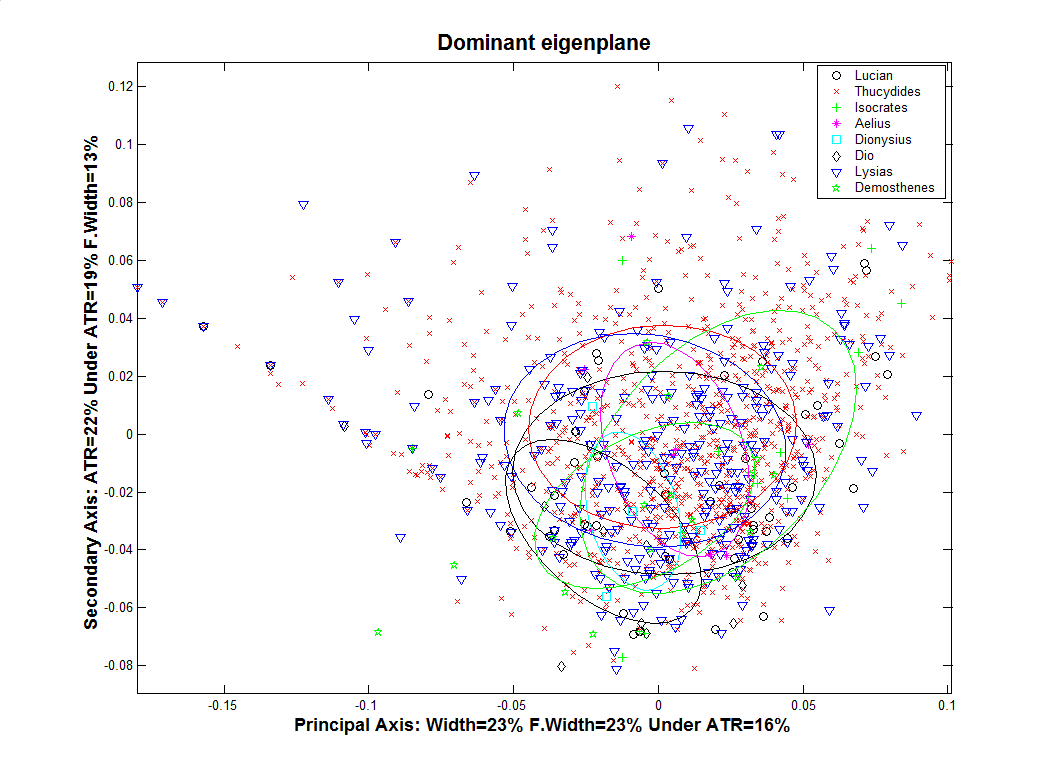 Dominant eigenplane
0.12
0.1
0.08
0.06
0.04
0.02
0
-0.02
-0.04
-0.06
-0.08
Secondary Axis: ATR=22% Under ATR=19% F.Width=13%
Lucian
Thucydides
Isocrates
Aelius
Dionysius
Dio
Lysias
Demosthenes
-0.15
-0.1
-0.05
0
0.05
0.1
Principal Axis: Width=23% F.Width=23% Under ATR=16%